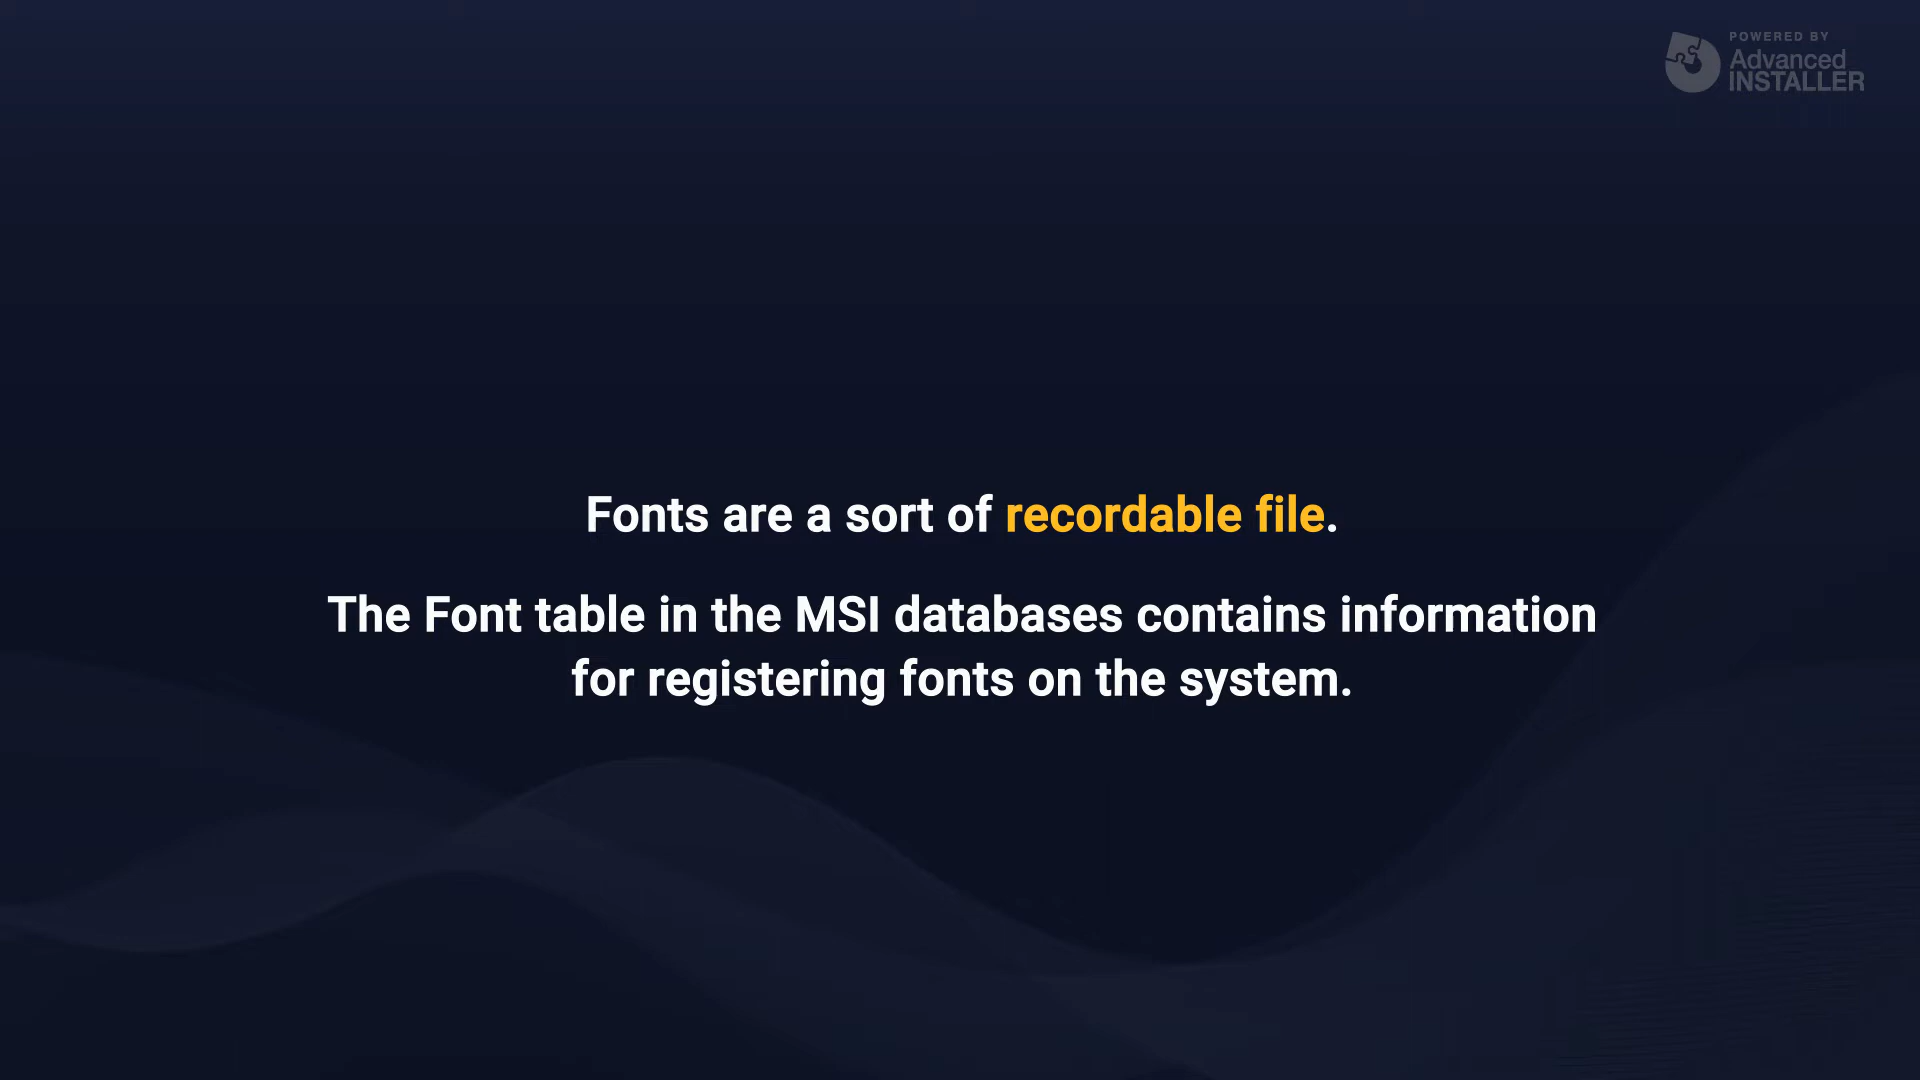 POWERED BY
Advanced
INSTALLER
Fonts are a sort of recordable file.
The Font table in the MSI databases contains information
for registering fonts on the system.